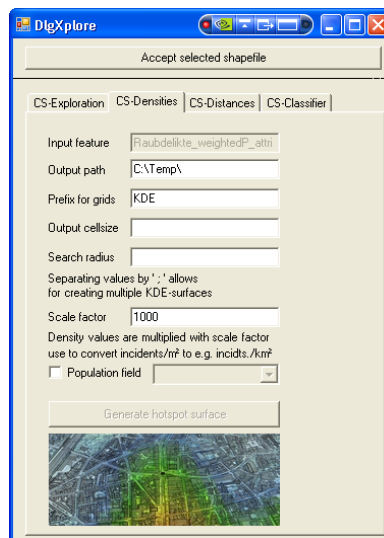 DlgXplore
Accept selected shapefile
CS-Exploration CS-Densities CS-Distances CS-Classifier
Input feature Raubdelikte_weightedP_attri
Output path C:\Temp\
Prefix for grids KDE
Output cellsize
Search radius
Separating values by ' ; ' allows
for creating multiple KDE-surfaces
Scale factor 1000
Density values are multiplied with scale factor
use to convert incidents/m² to e.g. incidts./km²
Population field
Generate hotspot surface